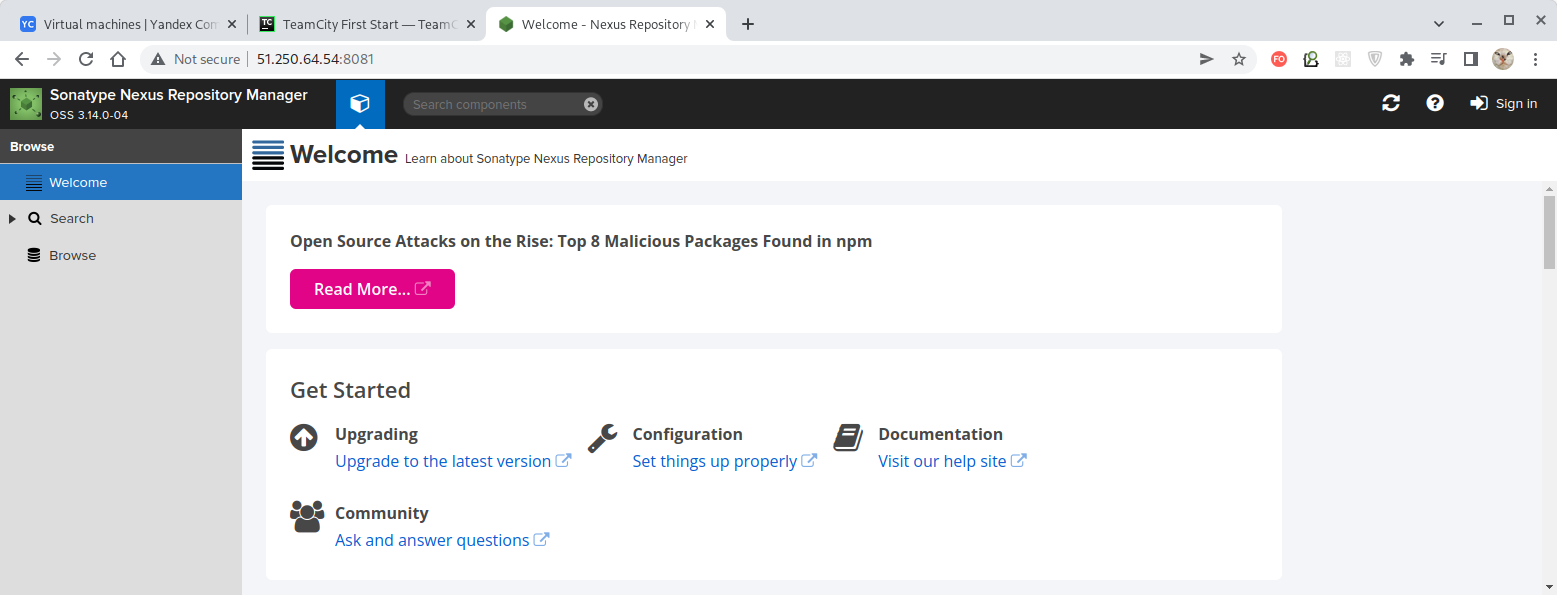 YC Virtual machines | Yandex Com
TC TeamCity First Start — TeamC
Welcome - Nexus Repository M
Not secure 51.250.64.54:8081
FO
Sonatype Nexus Repository Manager
OSS 3.14.0-04
Search components
Sign in
Browse
Welcome
Search
Browse
Welcome Learn about Sonatype Nexus Repository Manager
Open Source Attacks on the Rise: Top 8 Malicious Packages Found in npm
Read More...
Get Started
Upgrading
Upgrade to the latest version
Configuration
Set things up properly
Documentation
Visit our help site
Community
Ask and answer questions